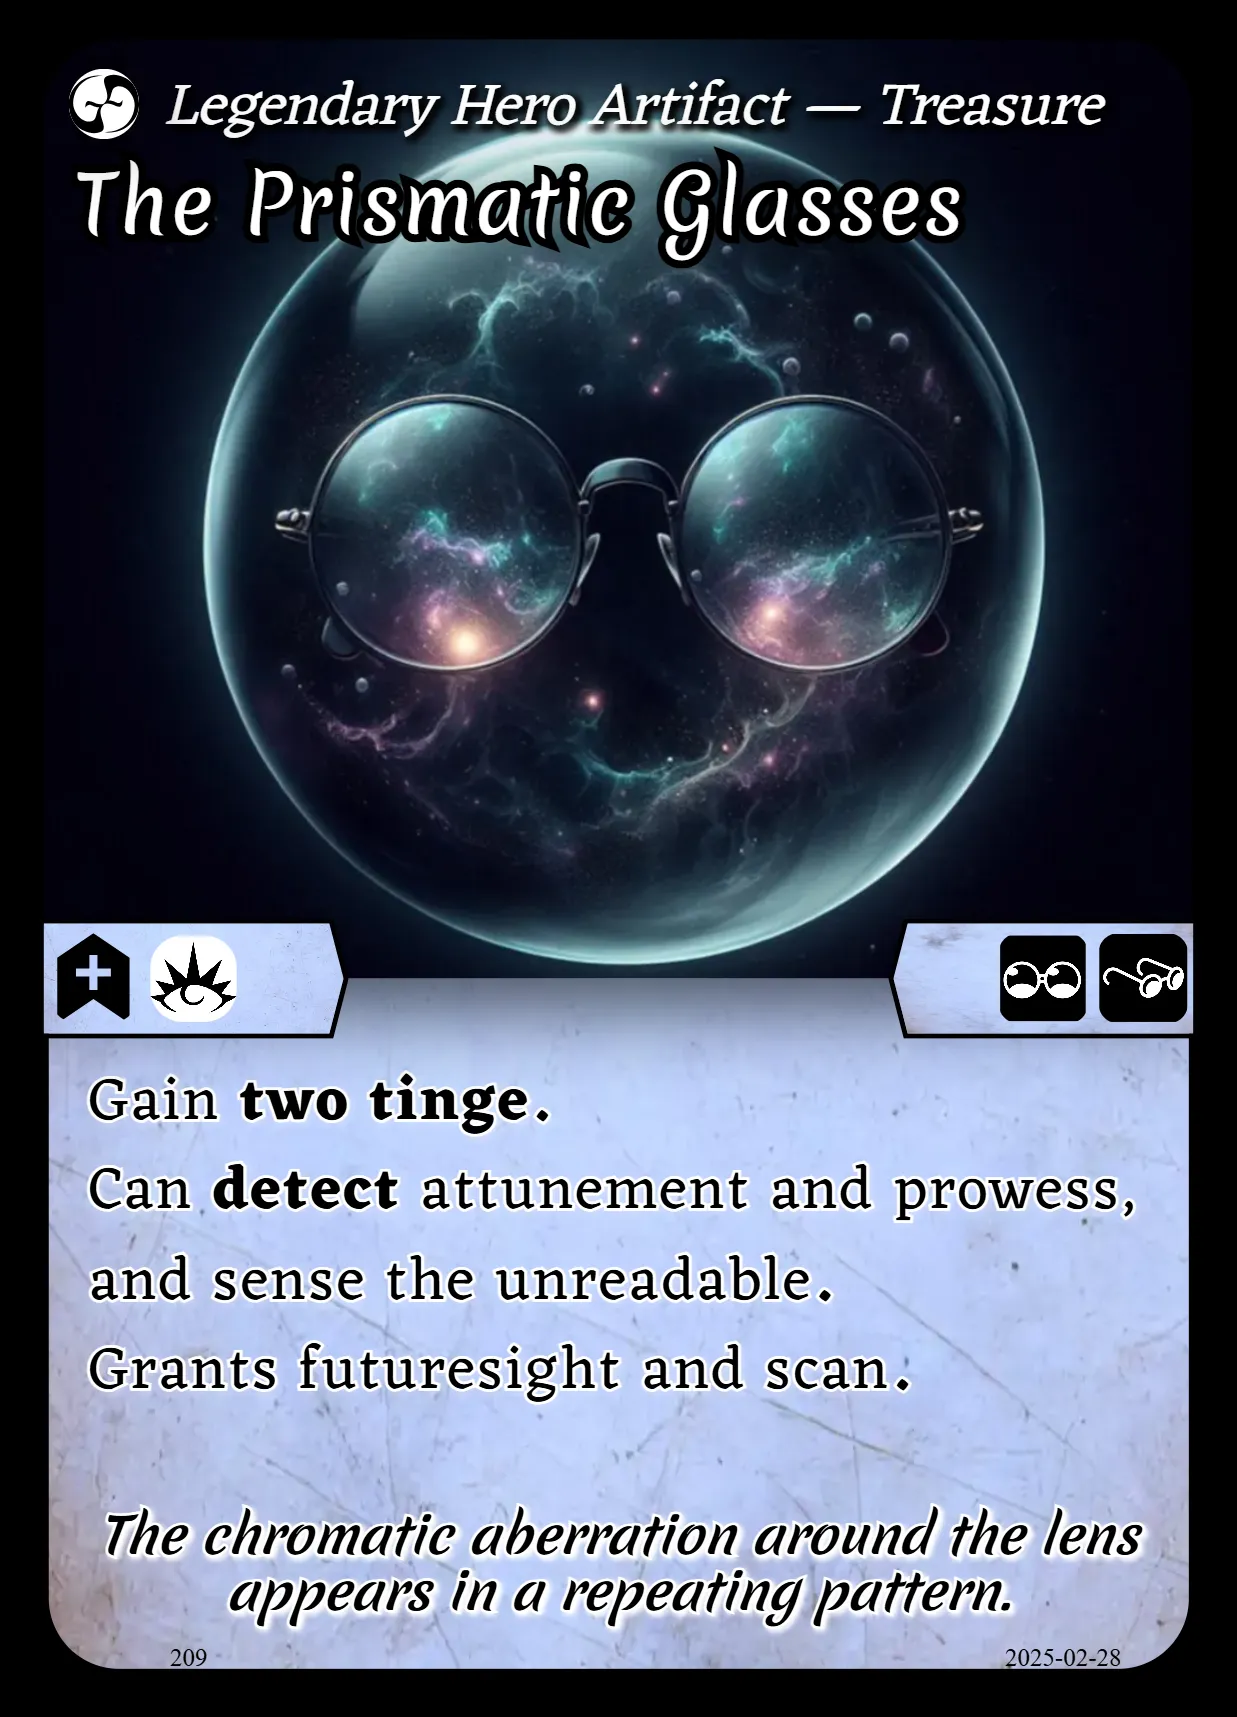 Legendary Hero Artifact — Treasure
The Prismatic Glasses
Gain two tinge.
Can detect attunement and prowess,
and sense the unreadable.
Grants futuresight and scan.
The chromatic aberration around the lens
appears in a repeating pattern.
209
2025-02-28